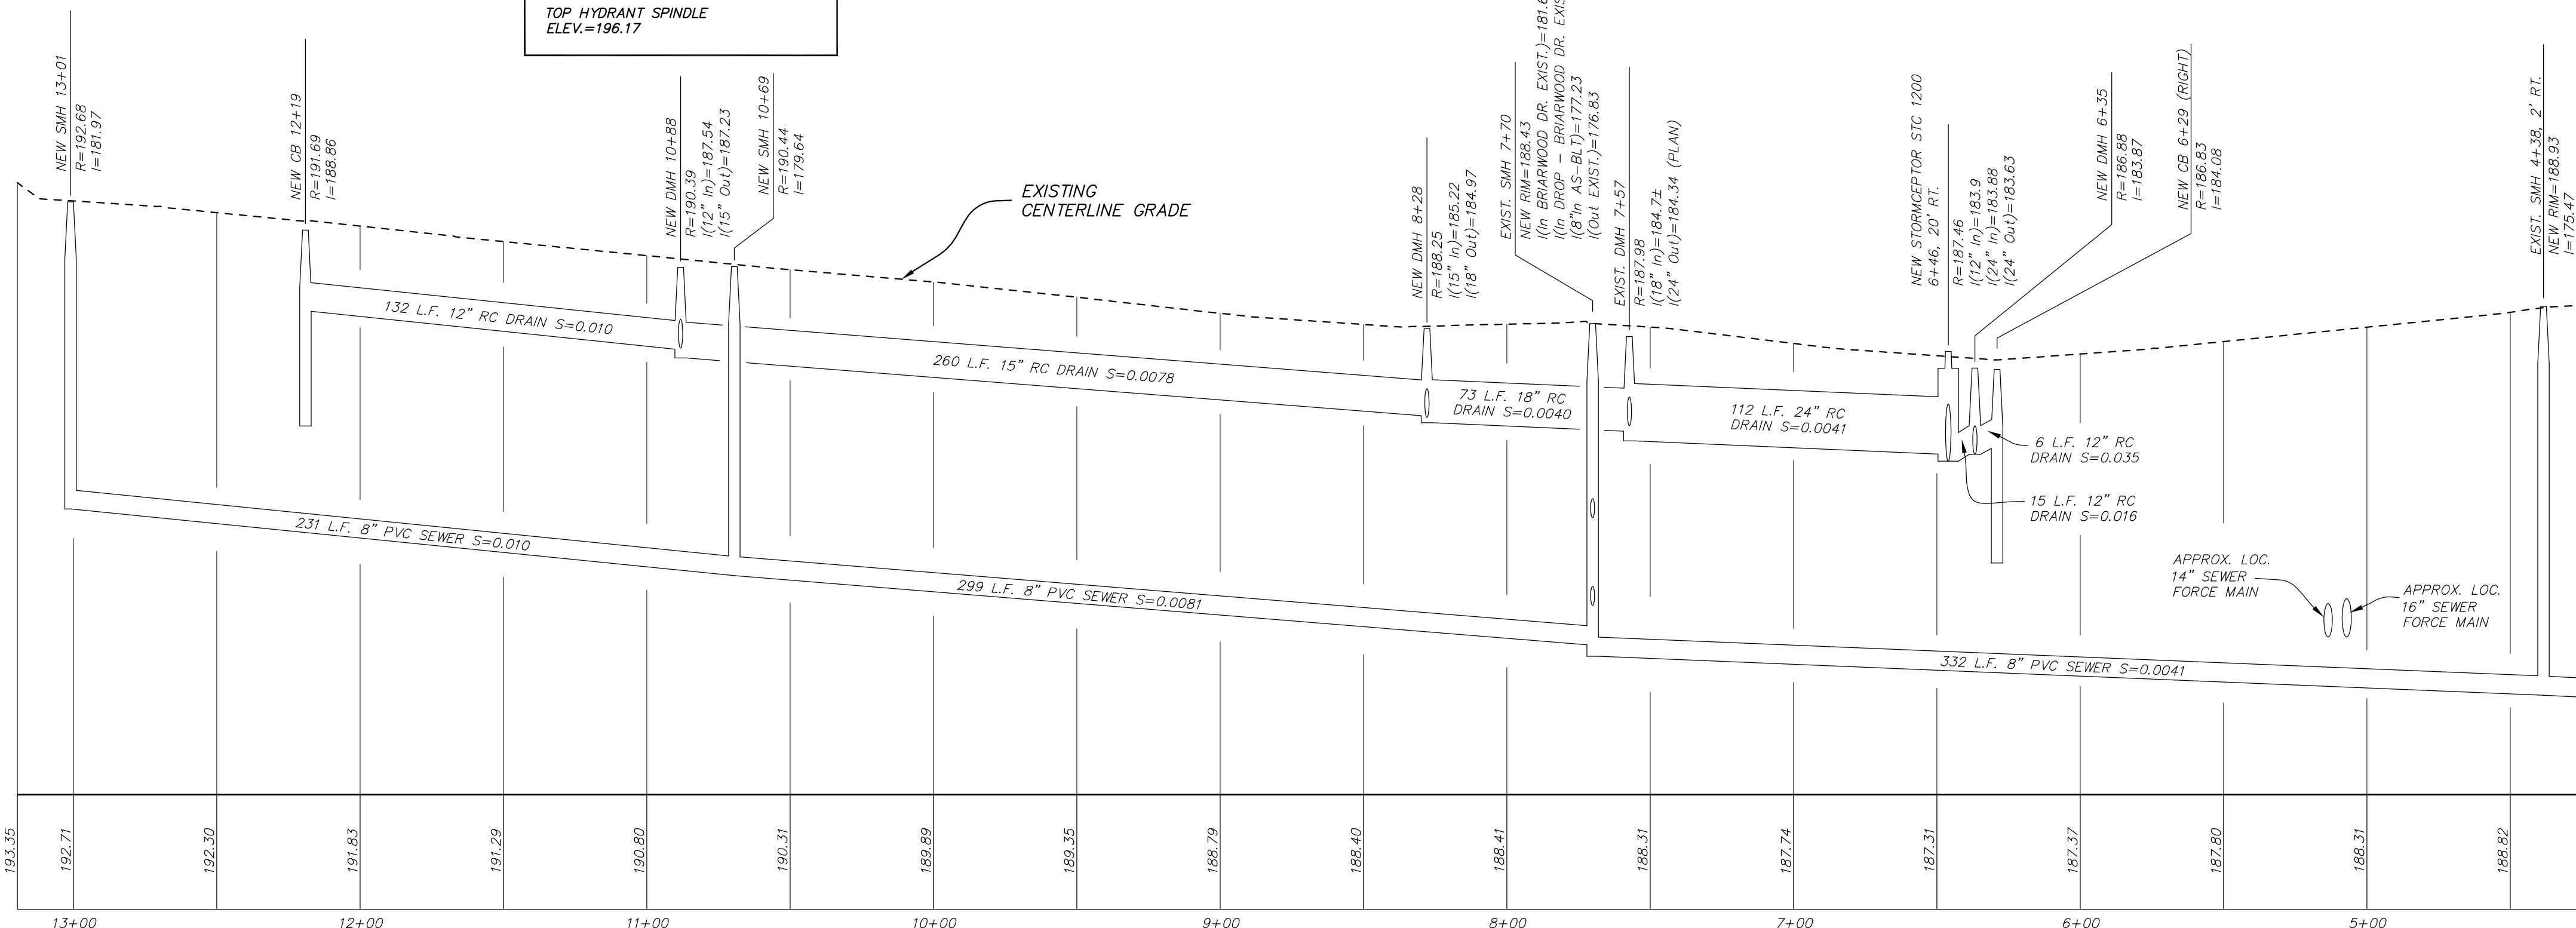 TOP HYDRANT SPINDLE
ELEV.=196.17
NEW SMH 13+01
R=192.68
I=181.97
NEW CB 12+19
R=191.69
I=188.86
NEW DMH 10+88
R=190.39
I(12" In)=187.54
I(15" Out)=187.23
NEW SMH 10+69
R=190.44
I=179.64
EXISTING
CENTERLINE GRADE
NEW DMH 8+28
R=188.25
I(15" In)=185.22
I(18" Out)=184.97
EXIST. SMH 7+70
NEW RIM=188.43
I(In BRIARWOOD DR. EXIST.)=181.6
I(In DROP - BRIARWOOD DR. EXIS
I(8"In AS-BLT)=177.23
I(Out EXIST.)=176.83
EXIST. DMH 7+57
R=187.98
I(18" In)=184.7±
I(24" Out)=184.34 (PLAN)
NEW STORMCEPTOR STC 1200
6+46, 20' RT.
R=187.46
I(12" In)=183.9
I(24" In)=183.88
I(24" Out)=183.63
NEW DMH 6+35
R=186.88
I=183.87
NEW CB 6+29 (RIGHT)
R=186.83
I=184.08
EXIST. SMH 4+38, 2' RT.
NEW RIM=188.93
I=175.47
132 L.F. 12" RC DRAIN S=0.010
260 L.F. 15" RC DRAIN S=0.0078
73 L.F. 18" RC
DRAIN S=0.0040
112 L.F. 24" RC
DRAIN S=0.0041
6 L.F. 12" RC
DRAIN S=0.035
15 L.F. 12" RC
DRAIN S=0.016
231 L.F. 8" PVC SEWER S=0.010
299 L.F. 8" PVC SEWER S=0.0081
332 L.F. 8" PVC SEWER S=0.0041
APPROX. LOC.
14" SEWER
FORCE MAIN
APPROX. LOC.
16" SEWER
FORCE MAIN
193.35
192.71
192.30
191.83
191.29
190.80
190.31
189.89
189.35
188.79
188.40
188.41
188.31
187.74
187.31
187.37
187.80
188.31
188.82
13+00
12+00
11+00
10+00
9+00
8+00
7+00
6+00
5+00